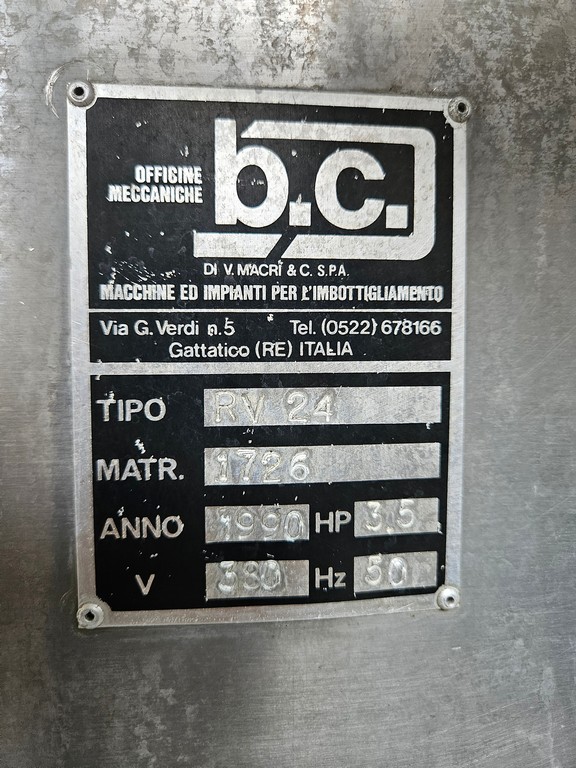 OFFICINE
MECCANICHE
b.c.
DI V. MACRÌ & C. S.P.A.
MACCHINE ED IMPIANTI PER L'IMBOTTIGLIAMENTO
Via G. Verdi n.5 Tel. (0522) 678166
Gattatico (RE) ITALIA
TIPO RV 24
MATR. 1726
ANNO 1990 HP 3.5
V 380 Hz 50